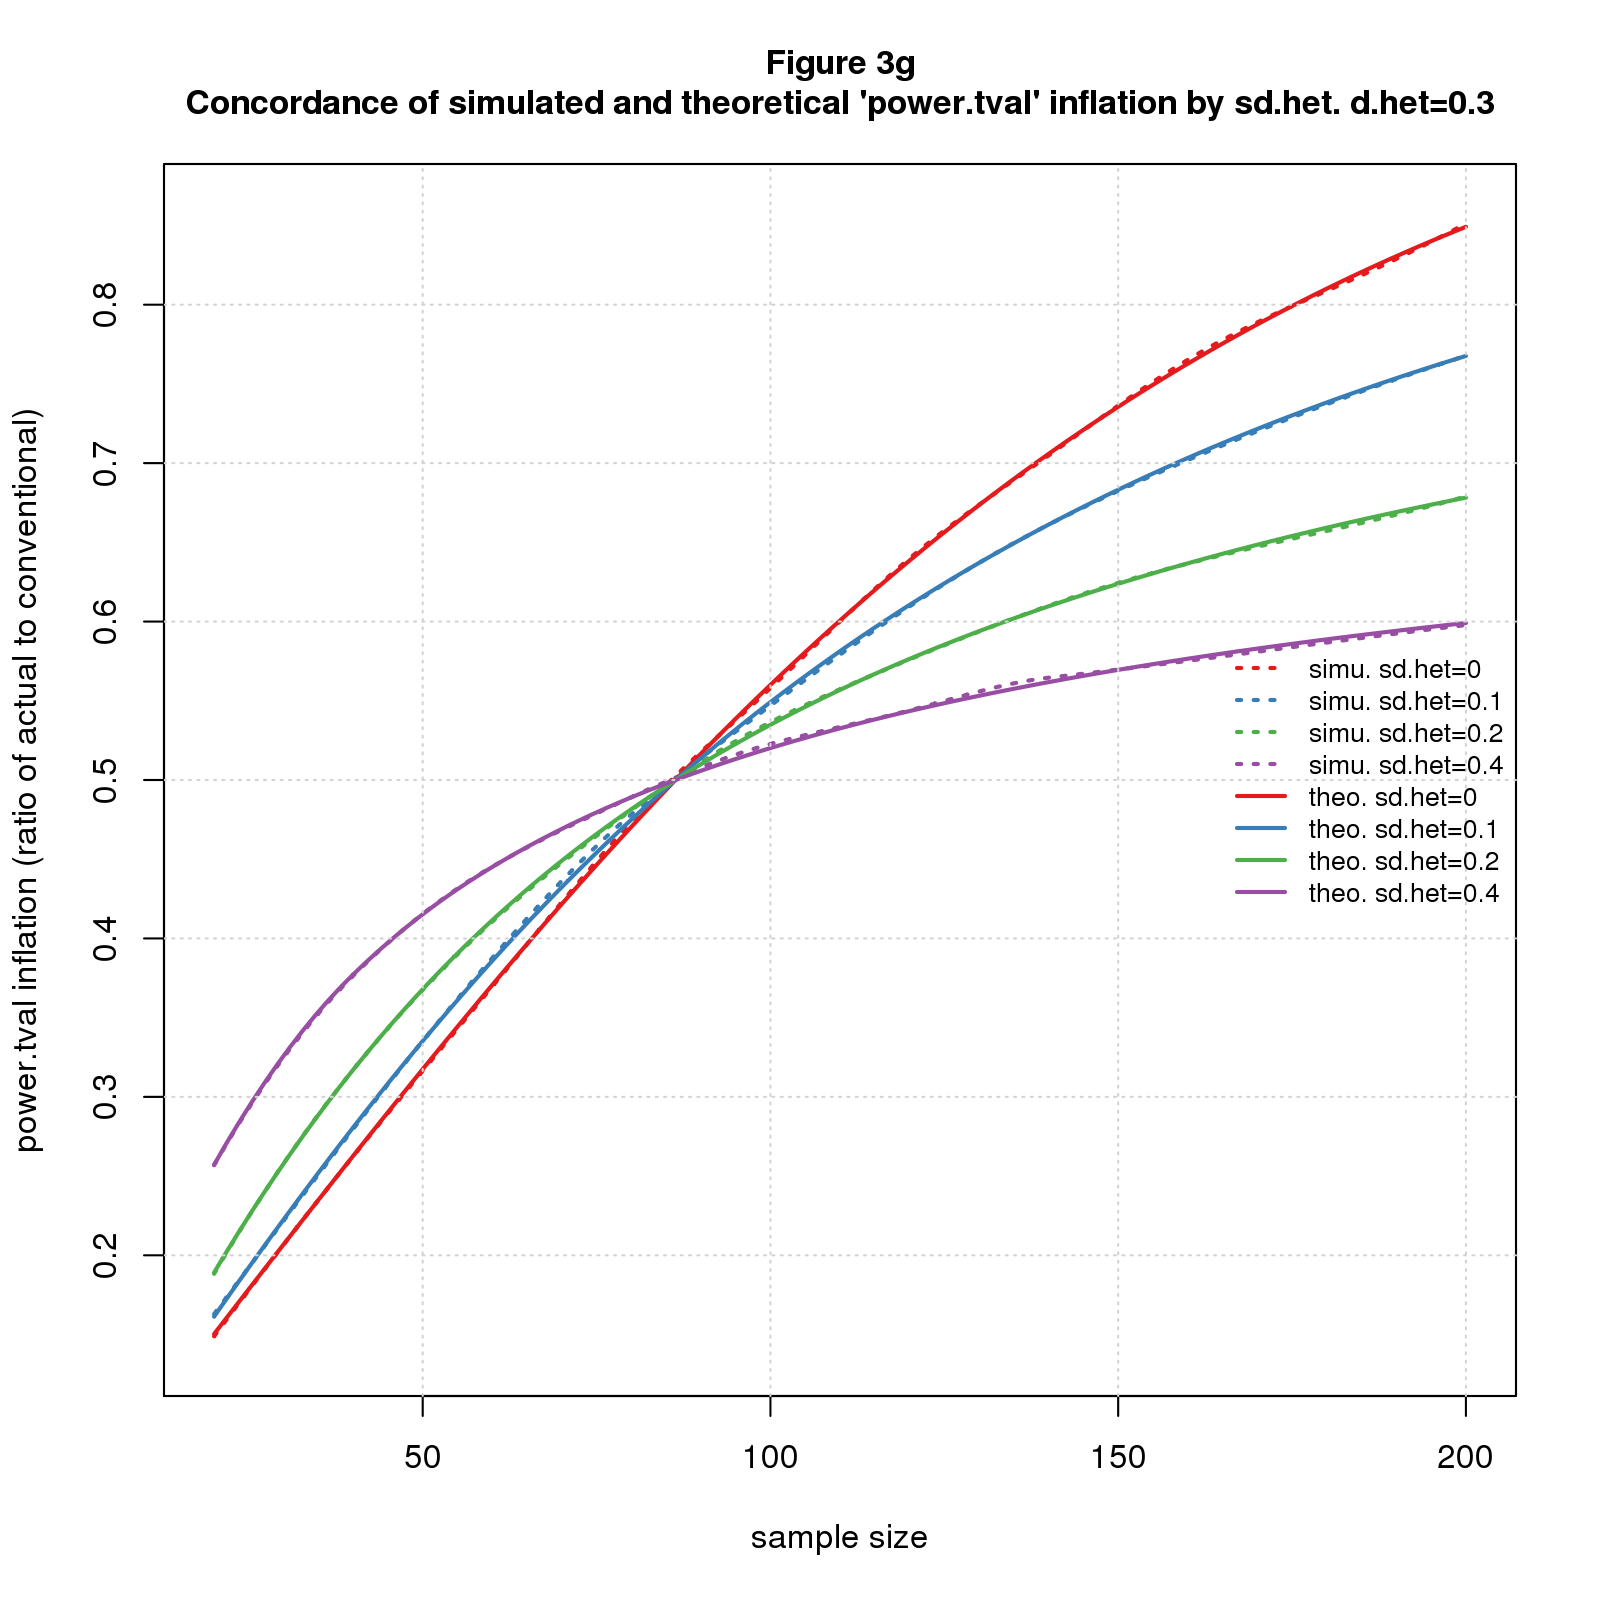 Figure 3g
Concordance of simulated and theoretical 'power.tval' inflation by sd.het. d.het=0.3
power.tval inflation (ratio of actual to conventional)
0.8
0.7
0.6
0.5
0.4
0.3
0.2
simu. sd.het=0
simu. sd.het=0.1
simu. sd.het=0.2
simu. sd.het=0.4
theo. sd.het=0
theo. sd.het=0.1
theo. sd.het=0.2
theo. sd.het=0.4
50 100 150 200
sample size